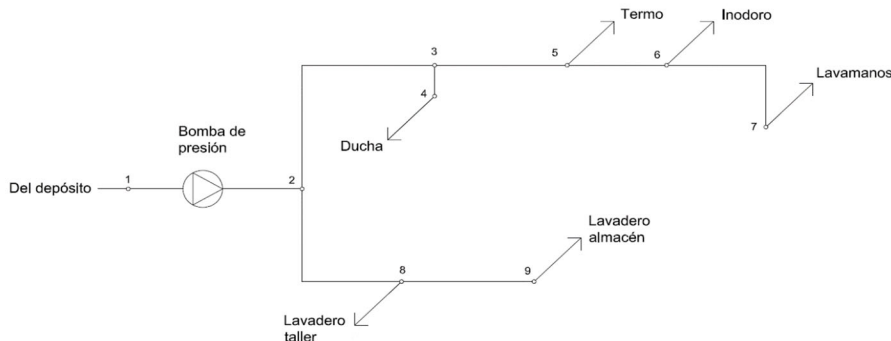 Termo
Inodoro
3
5
6
Lavamanos
4
7
Ducha
Bomba de
presión
Del depósito
1
2
Lavadero
almacén
8
9
Lavadero
taller